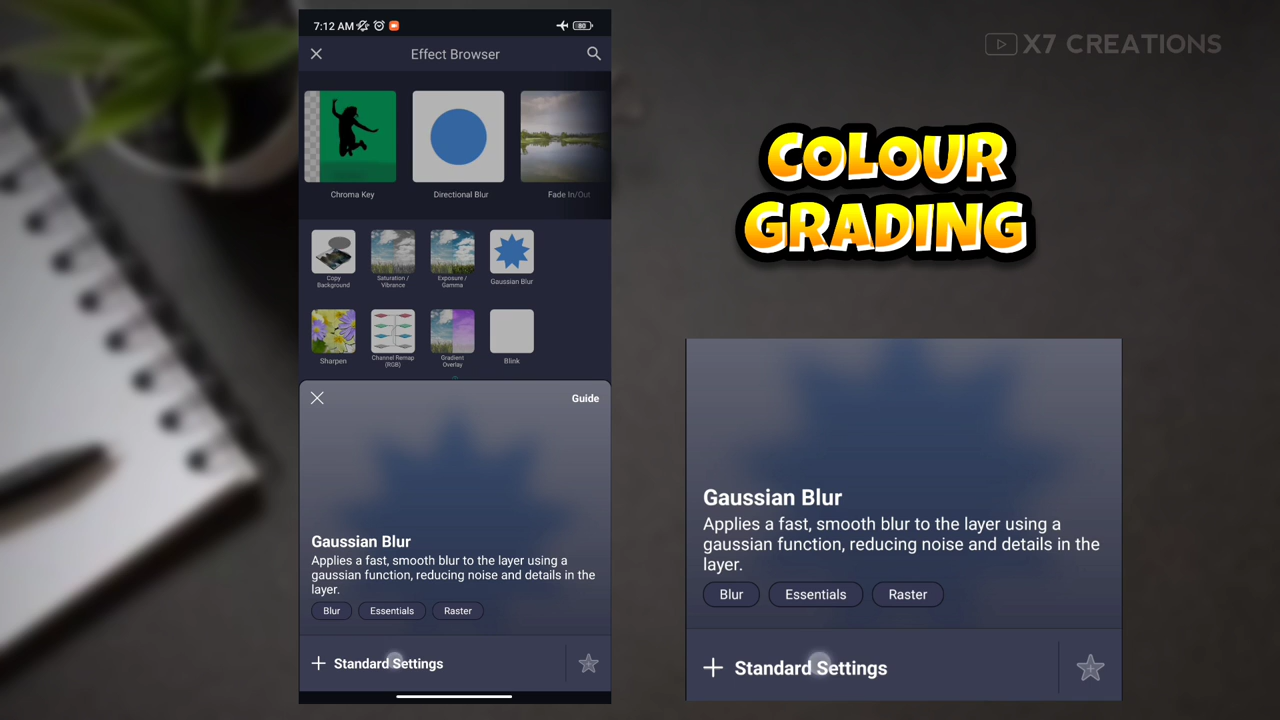 7:12 AM
80
Effect Browser
Chroma Key
Directional Blur
Fade In/Out
Copy
Background
Saturation /
Vibrance
Exposure /
Gamma
Gaussian Blur
Sharpen
Channel Remap
(RGB)
Gradient
Overlay
Blink
Guide
Gaussian Blur
Applies a fast, smooth blur to the layer using a
gaussian function, reducing noise and details in the
layer.
Blur
Essentials
Raster
Standard Settings
X7 CREATIONS
COLOUR
GRADING
Gaussian Blur
Applies a fast, smooth blur to the layer using a
gaussian function, reducing noise and details in the
layer.
Blur
Essentials
Raster
Standard Settings